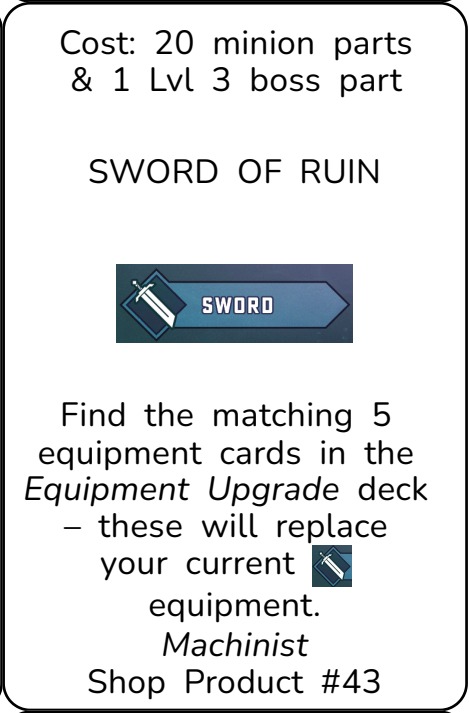 Cost: 20 minion parts
& 1 Lvl 3 boss part
SWORD OF RUIN
SWORD
Find the matching 5
equipment cards in the
Equipment Upgrade deck
– these will replace
your current
equipment.
Machinist
Shop Product #43